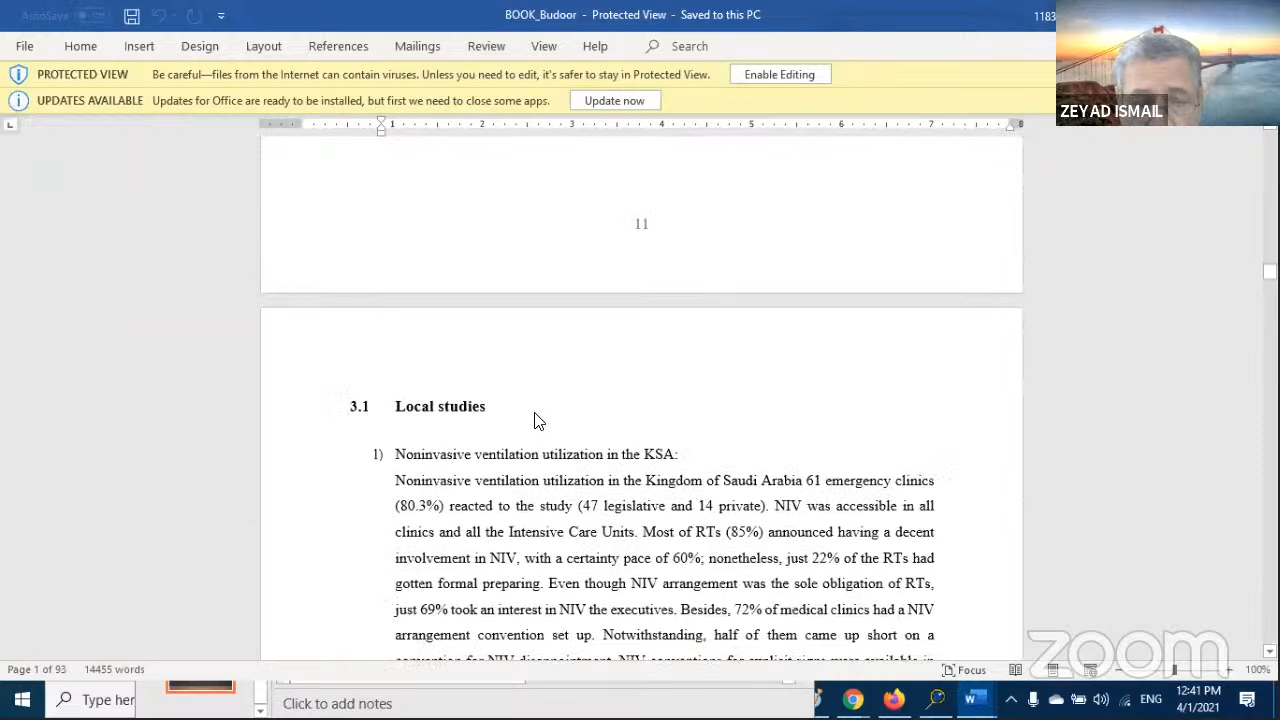 AutoSave
BOOK_Budoor - Protected View - Saved to this PC
1183
File Home Insert Design Layout References Mailings Review View Help Search
PROTECTED VIEW Be careful—files from the Internet can contain viruses. Unless you need to edit, it's safer to stay in Protected View. Enable Editing
UPDATES AVAILABLE Updates for Office are ready to be installed, but first we need to close some apps. Update now
ZEYAD ISMAIL
1 2 3 4 5 6 7 8
11
3.1 Local studies
1) Noninvasive ventilation utilization in the KSA:
Noninvasive ventilation utilization in the Kingdom of Saudi Arabia 61 emergency clinics
(80.3%) reacted to the study (47 legislative and 14 private). NIV was accessible in all
clinics and all the Intensive Care Units. Most of RTs (85%) announced having a decent
involvement in NIV, with a certainty pace of 60%; nonetheless, just 22% of the RTs had
gotten formal preparing. Even though NIV arrangement was the sole obligation of RTs,
just 69% took an interest in NIV the executives. Besides, 72% of medical clinics had a NIV
arrangement convention set up. Notwithstanding, half of them came up short on a
zoom
Page 1 of 93 14455 words Focus 100%
Type her
Click to add notes
ENG
12:41 PM
4/1/2021